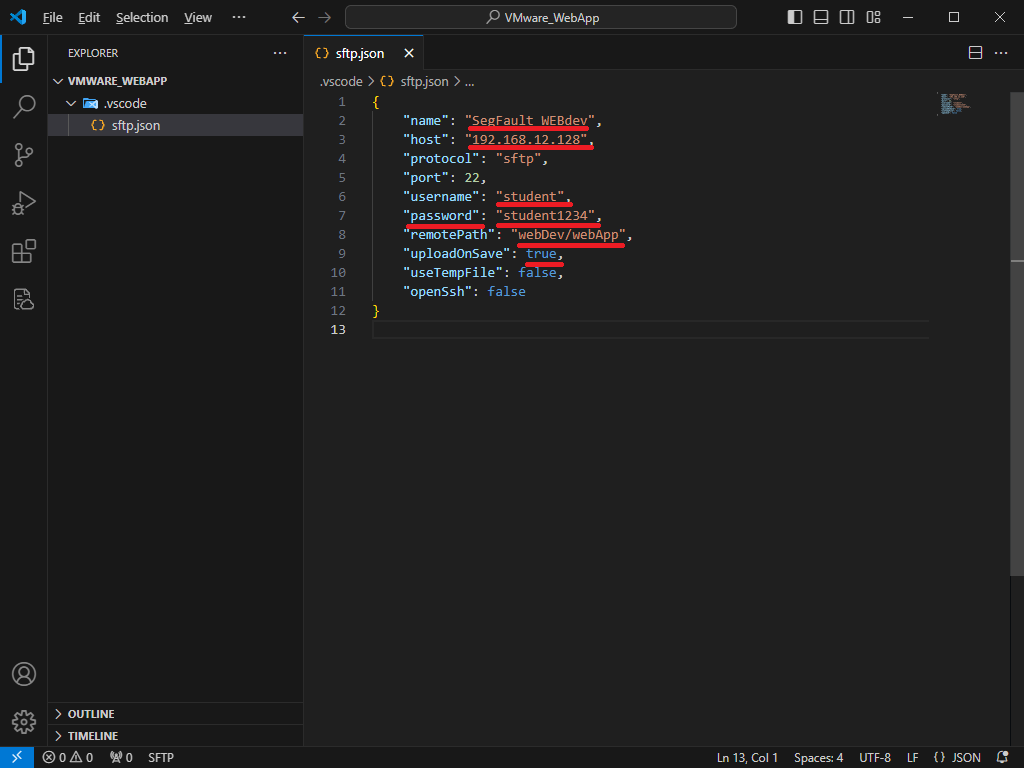 File Edit Selection View ··· VMware_WebApp
EXPLORER ···
VMWARE_WEBAPP
.vscode
{} sftp.json
OUTLINE
TIMELINE
{} sftp.json
.vscode > {} sftp.json > ...
1 {
2 "name": "SegFault WEBdev",
3 "host": "192.168.12.128",
4 "protocol": "sftp",
5 "port": 22,
6 "username": "student",
7 "password": "student1234",
8 "remotePath": "webDev/webApp",
9 "uploadOnSave": true,
10 "useTempFile": false,
11 "openSsh": false
12 }
13
0 0 0 SFTP Ln 13, Col 1 Spaces: 4 UTF-8 LF {} JSON